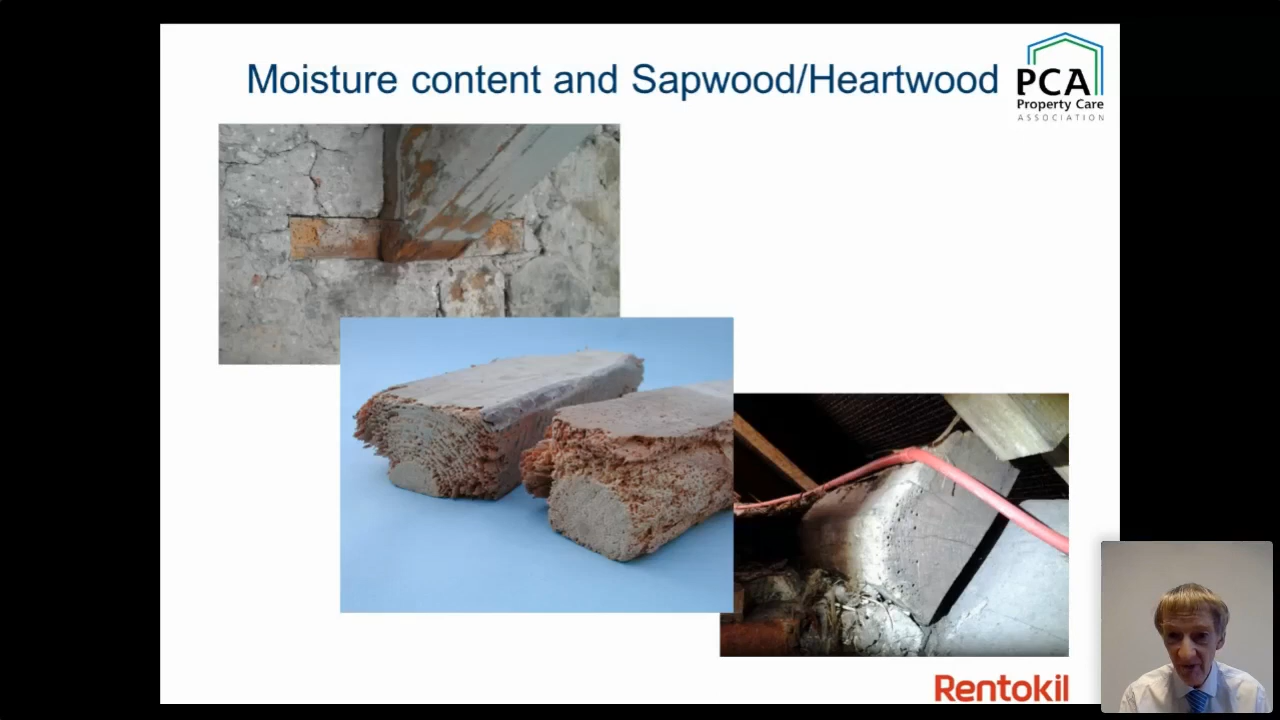 Moisture content and Sapwood/Heartwood
PCA
Property Care
ASSOCIATION
Rentokil